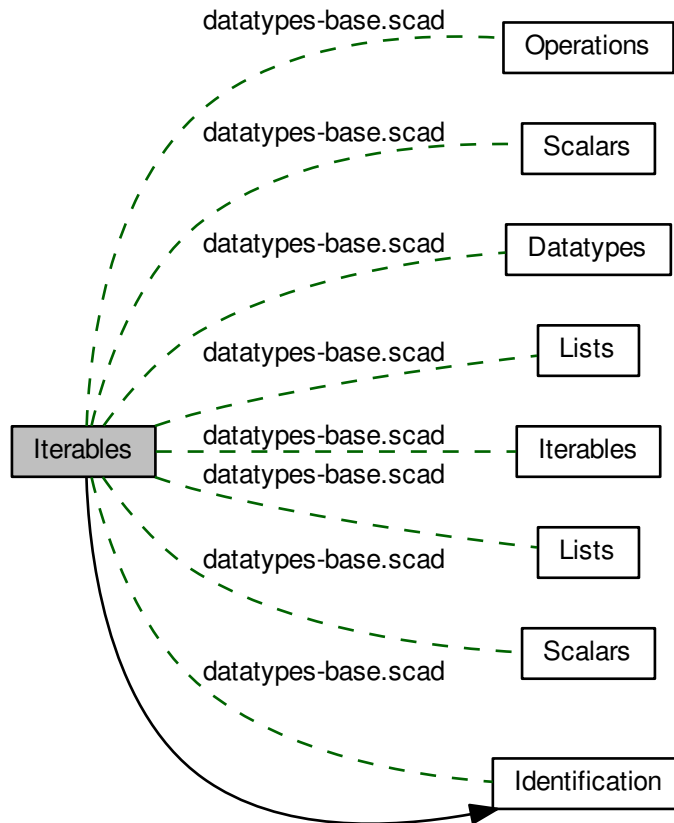 datatypes-base.scad
Operations
datatypes-base.scad
Scalars
datatypes-base.scad
Datatypes
datatypes-base.scad
Lists
Iterables
datatypes-base.scad
Iterables
datatypes-base.scad
Lists
datatypes-base.scad
Scalars
datatypes-base.scad
Identification